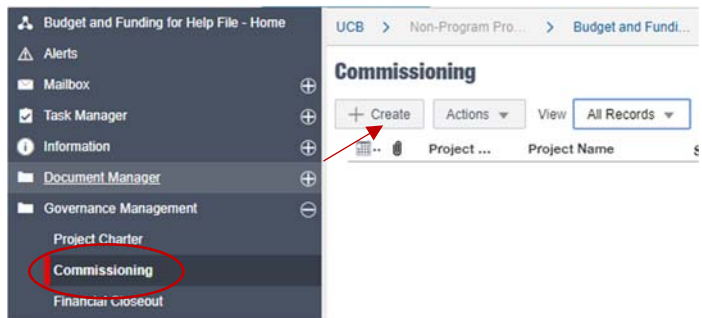 Budget and Funding for Help File - Home
Alerts
Mailbox
Task Manager
Information
Document Manager
Governance Management
Project Charter
Commissioning
Financial Closeout
UCB > Non-Program Pro... > Budget and Fundi...
Commissioning
+ Create Actions View All Records
Project ... Project Name